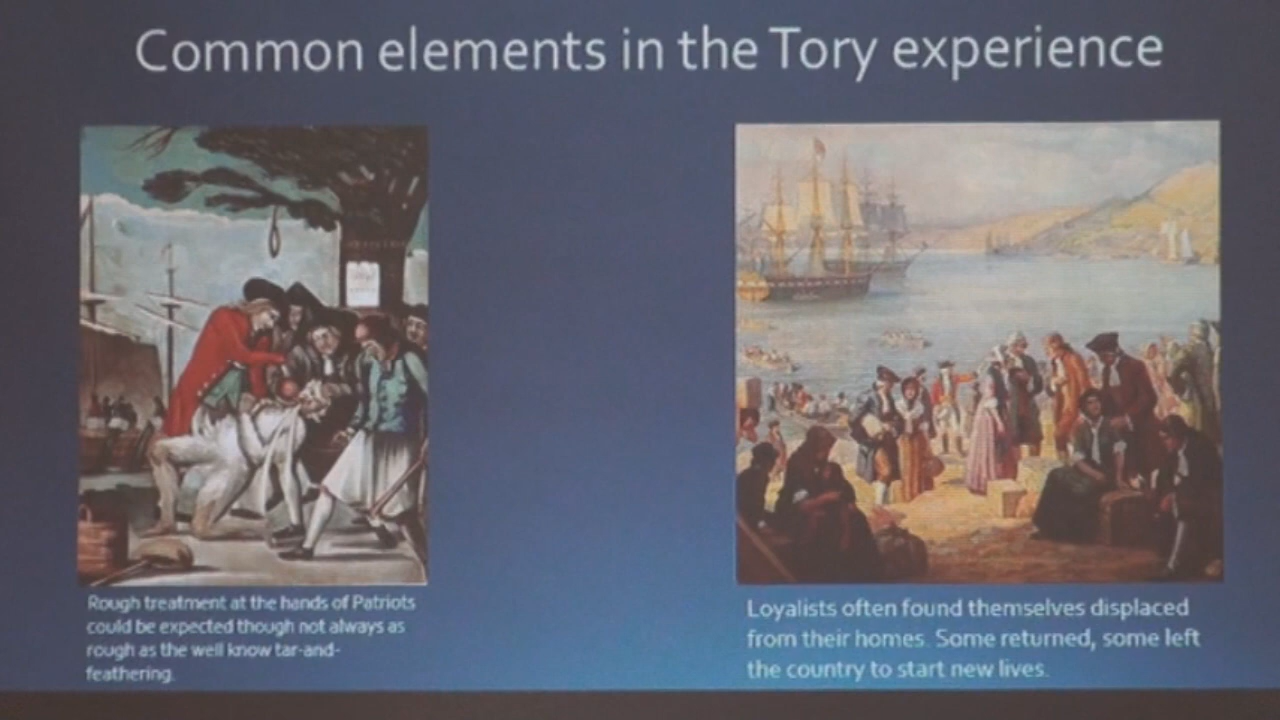 Common elements in the Tory experience
Rough treatment at the hands of Patriots
could be expected though not always as
rough as the well know tar-and-
feathering.
Loyalists often found themselves displaced
from their homes. Some returned, some left
the country to start new lives.